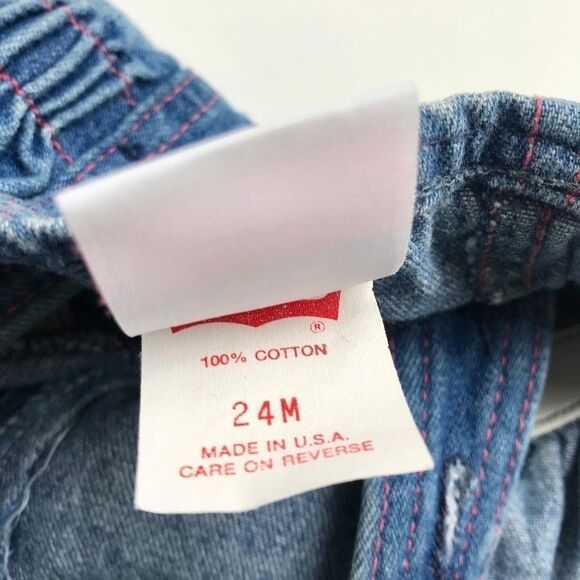 ®
100% COTTON
24M
MADE IN U.S.A.
CARE ON REVERSE